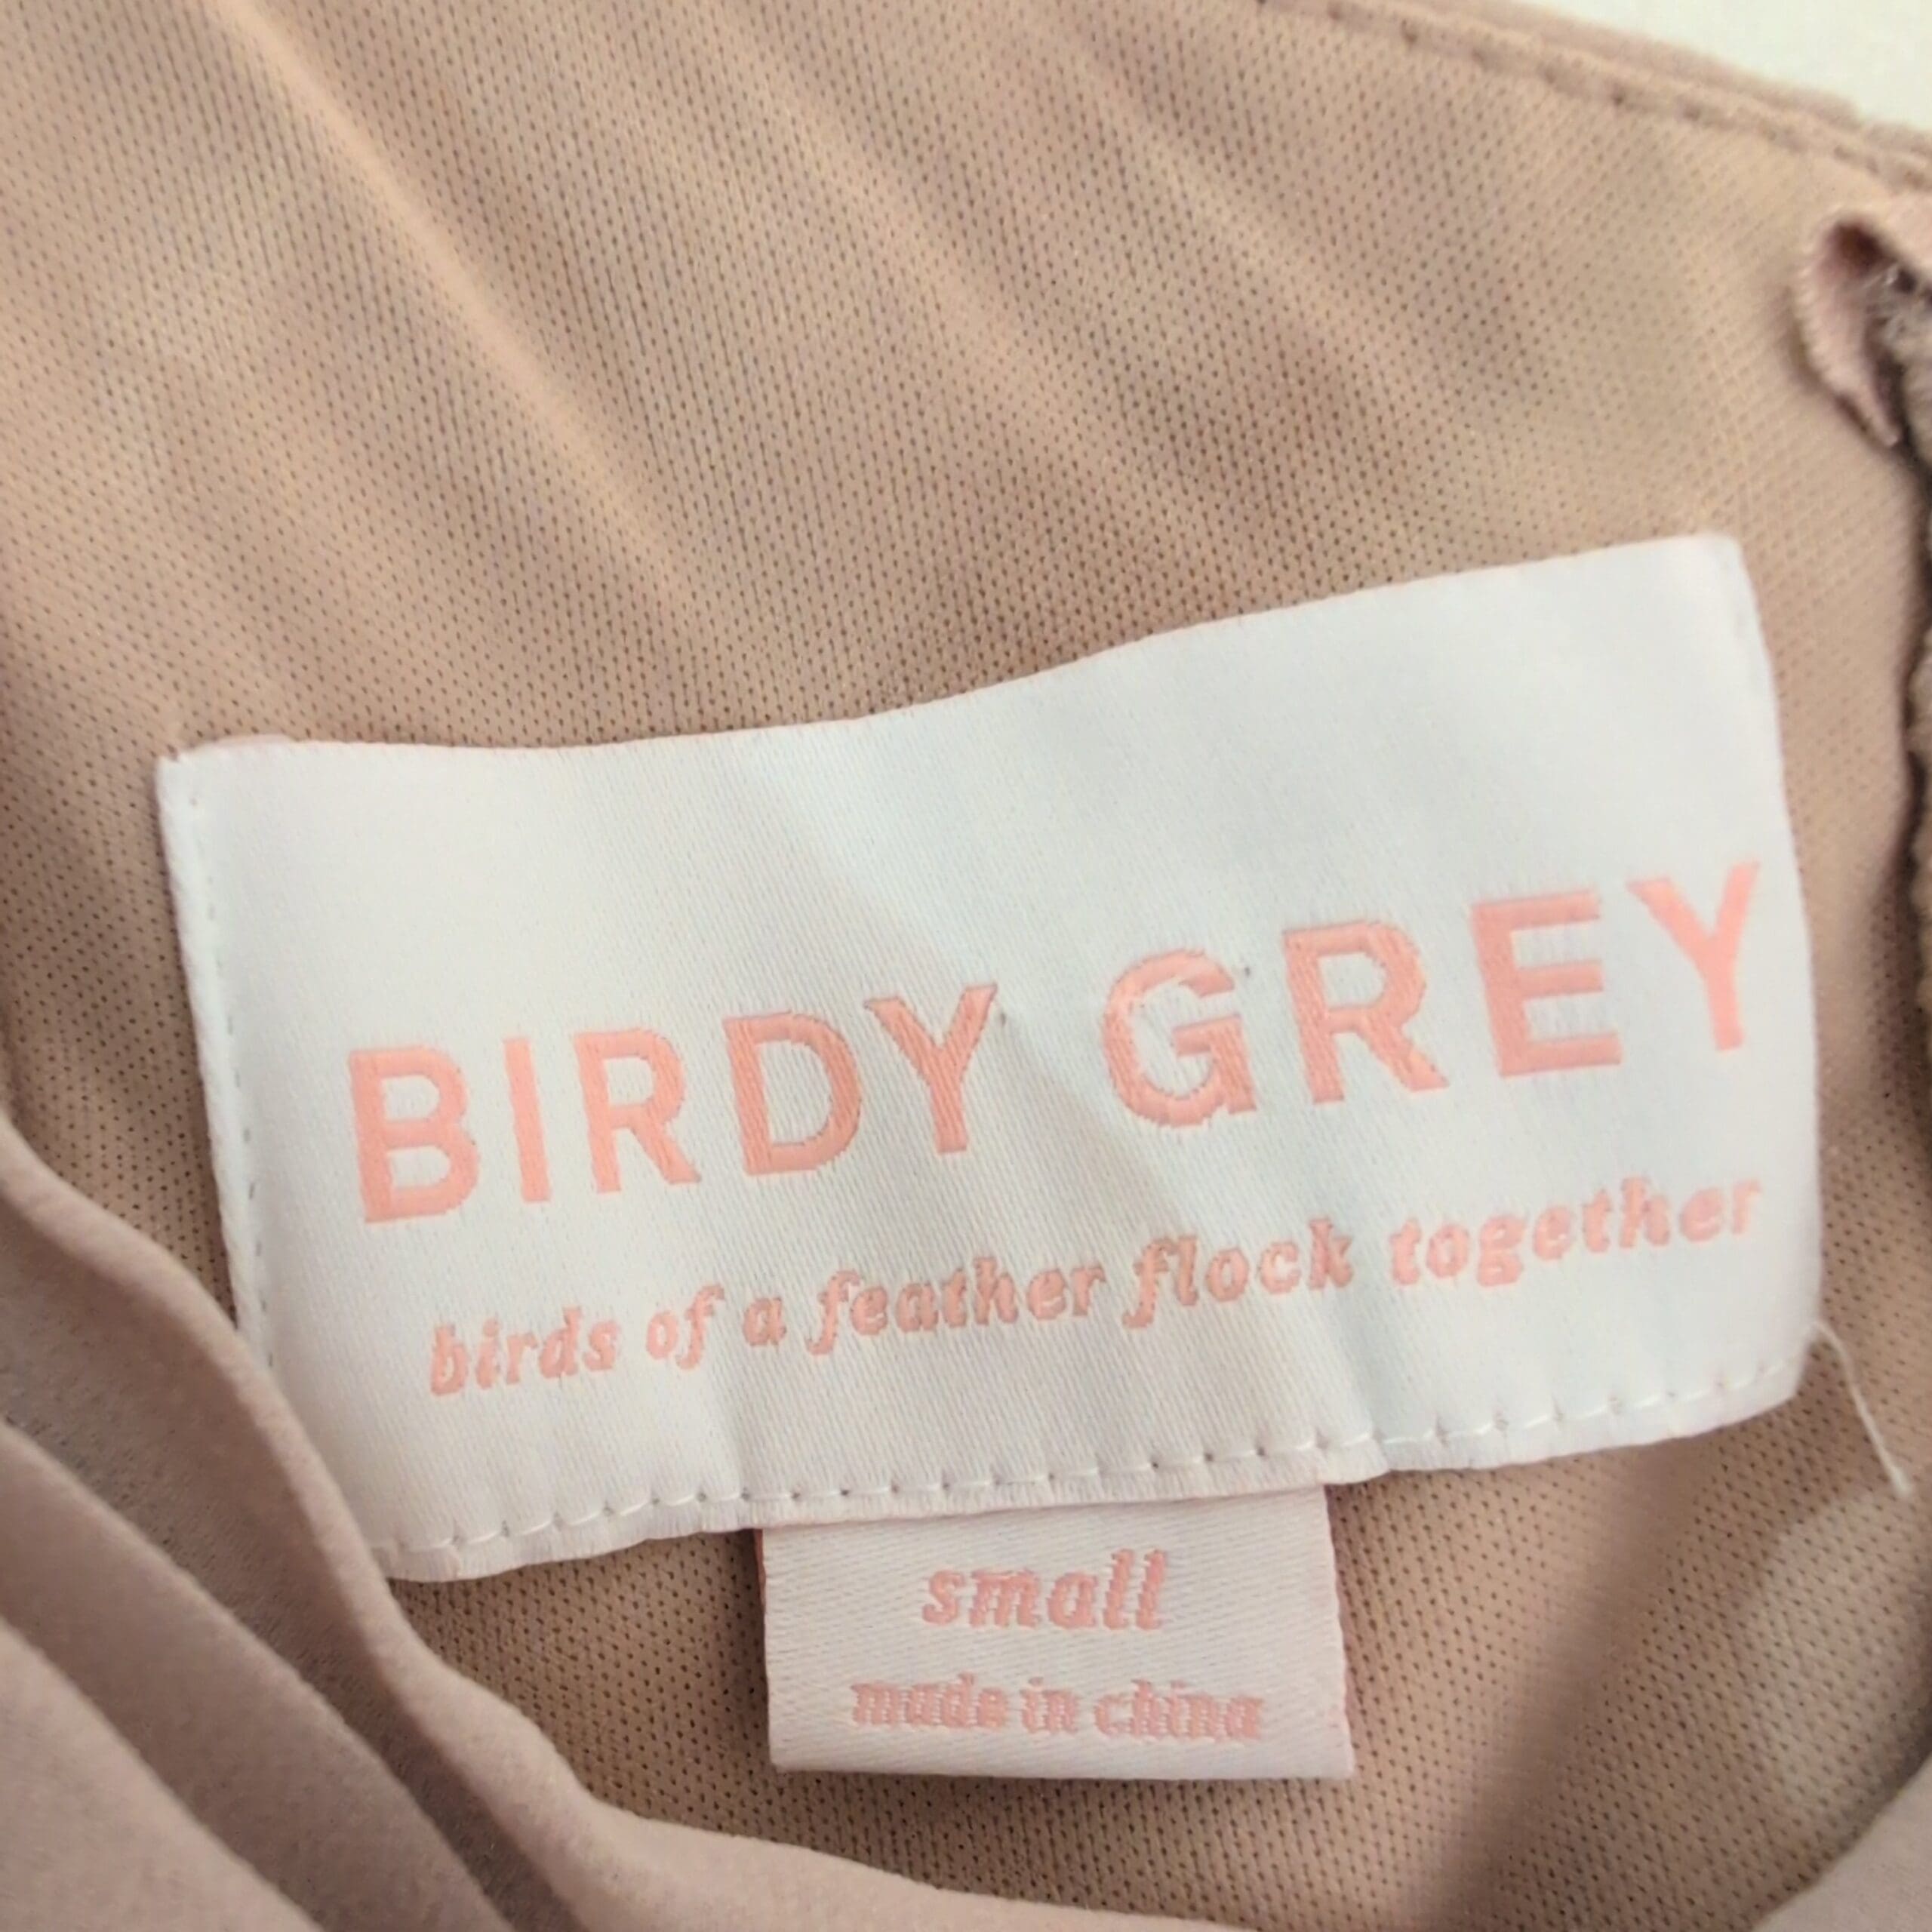 BIRDY GREY
birds of a feather flock together
small
made in china